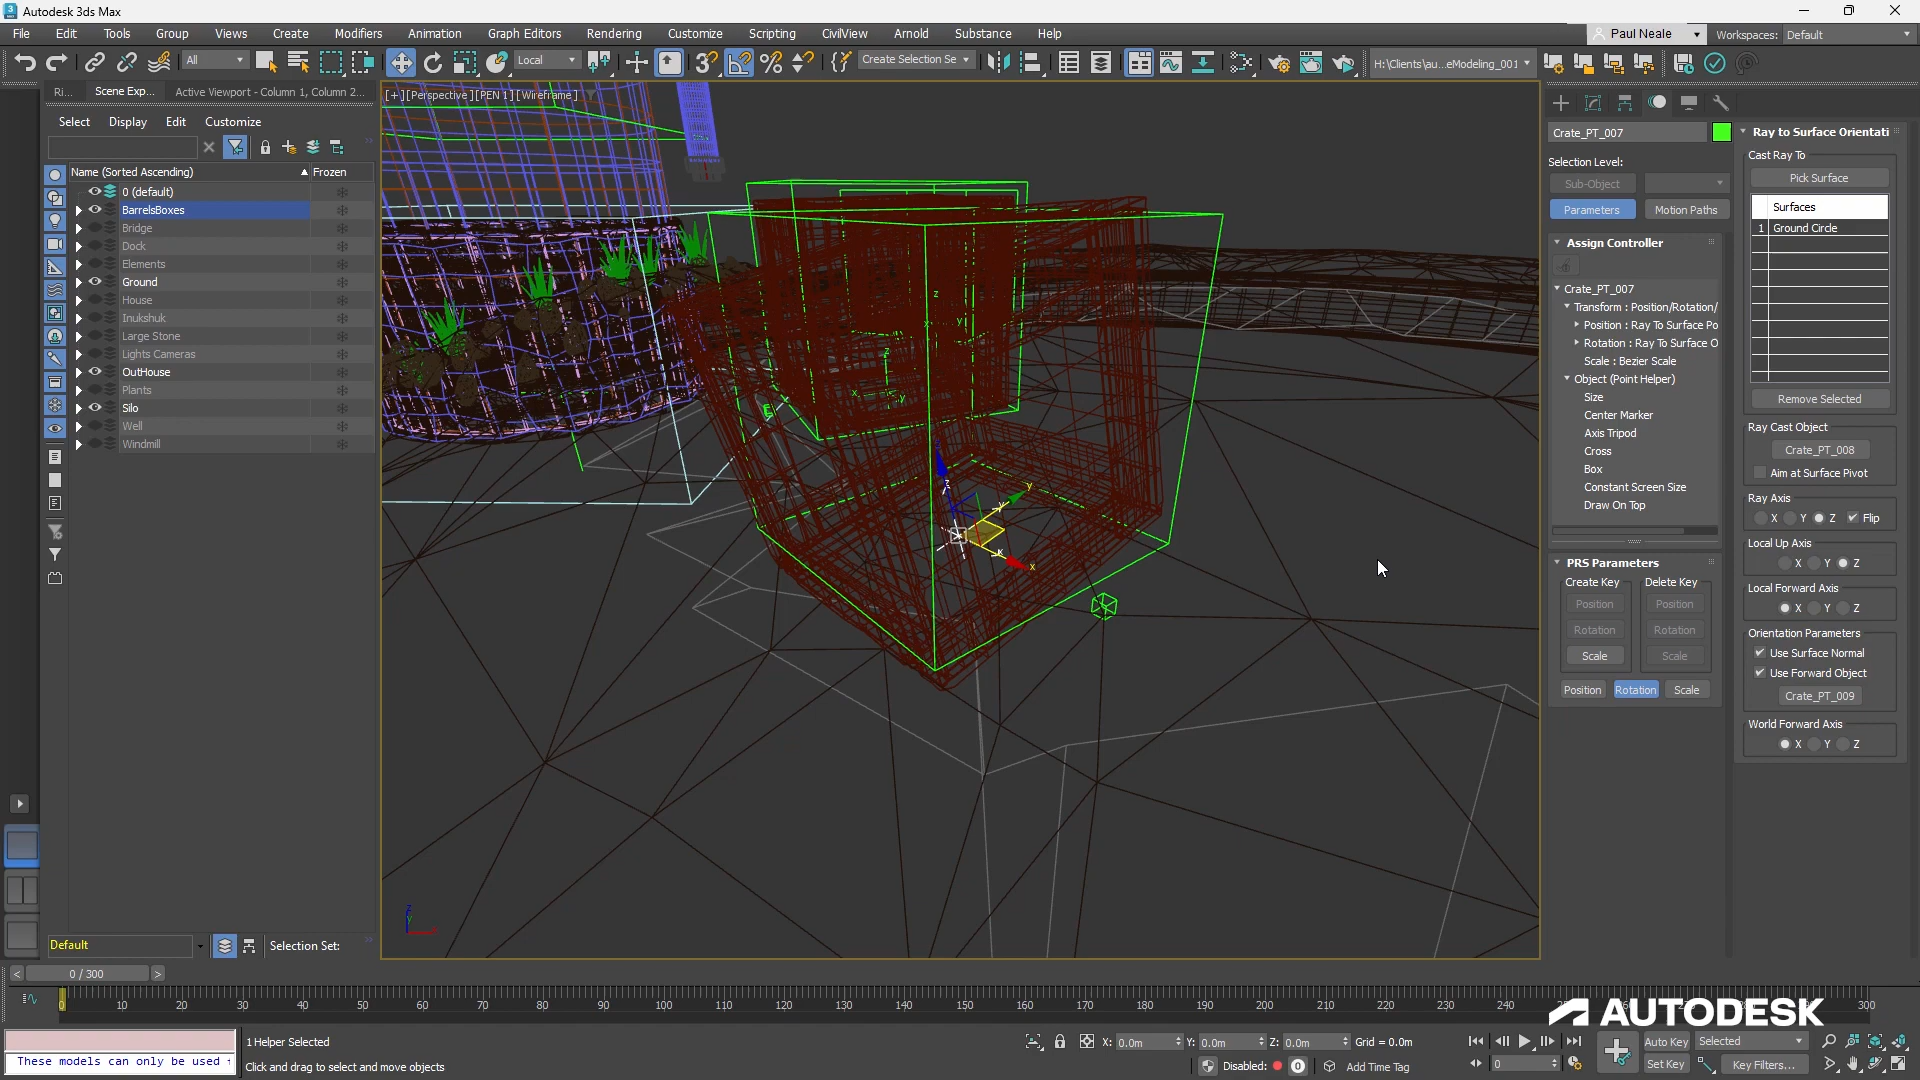 Autodesk 3ds Max
File Edit Tools Group Views Create Modifiers Animation Graph Editors Rendering Customize Scripting CivilView Arnold Substance Help
Paul Neale
Workspaces: Default
All
Local
Create Selection Se
H:\Clients\au...eModeling_001
Ri... Scene Exp... Active Viewport - Column 1, Column 2...
Select Display Edit Customize
Name (Sorted Ascending) Frozen
0 (default)
BarrelsBoxes
Bridge
Dock
Elements
Ground
House
Inukshuk
Large Stone
Lights Cameras
OutHouse
Plants
Silo
Well
Windmill
Default
Selection Set:
[+][Perspective][PEN 1][Wireframe]
Crate_PT_007
Selection Level:
Sub-Object
Parameters Motion Paths
Assign Controller
Crate_PT_007
Transform : Position/Rotation/
Position : Ray To Surface Po
Rotation : Ray To Surface O
Scale : Bezier Scale
Object (Point Helper)
Size
Center Marker
Axis Tripod
Cross
Box
Constant Screen Size
Draw On Top
PRS Parameters
Create Key Delete Key
Position Position
Rotation Rotation
Scale Scale
Position Rotation Scale
Ray to Surface Orientati
Cast Ray To
Pick Surface
Surfaces
1 Ground Circle
Remove Selected
Ray Cast Object
Crate_PT_008
Aim at Surface Pivot
Ray Axis
X Y Z Flip
Local Up Axis
X Y Z
Local Forward Axis
X Y Z
Orientation Parameters
Use Surface Normal
Use Forward Object
Crate_PT_009
World Forward Axis
X Y Z
< 0 / 300 >
0 10 20 30 40 50 60 70 80 90 100 110 120 130 140 150 160 170 180 190 200 210 220 230 240 300
AUTODESK
These models can only be used
1 Helper Selected
Click and drag to select and move objects
X: 0.0m Y: 0.0m Z: 0.0m Grid = 0.0m
Disabled: 0 Add Time Tag
0
Auto Key Selected
Set Key Key Filters...